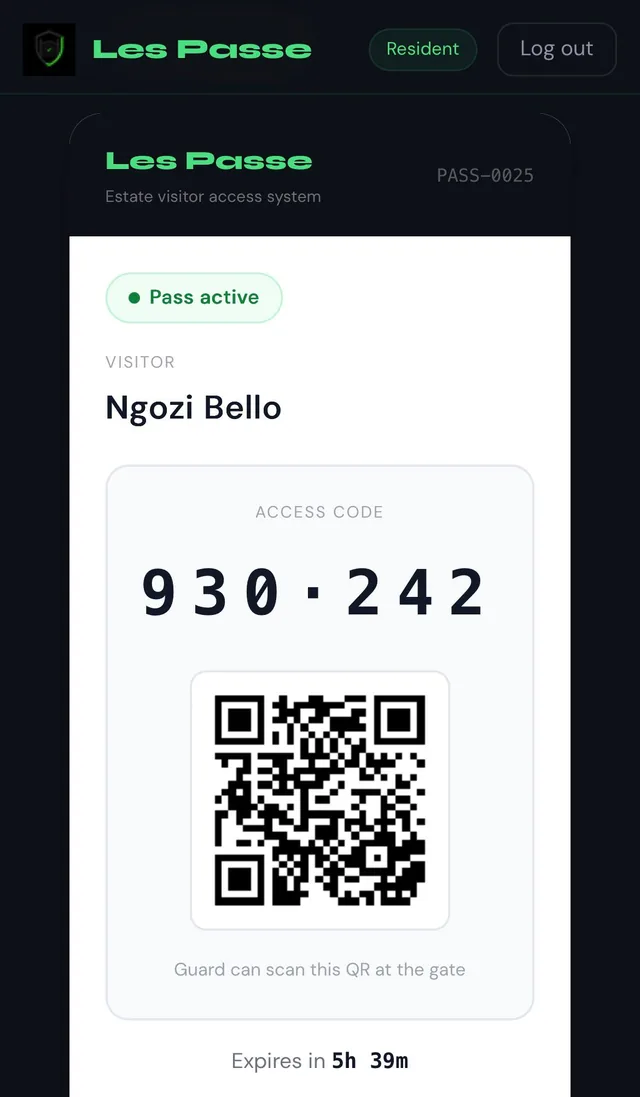 Les Passe
Resident
Log out
Les Passe
Estate visitor access system
PASS–0025
Pass active
VISITOR
Ngozi Bello
ACCESS CODE
930·242
Guard can scan this QR at the gate
Expires in 5h 39m